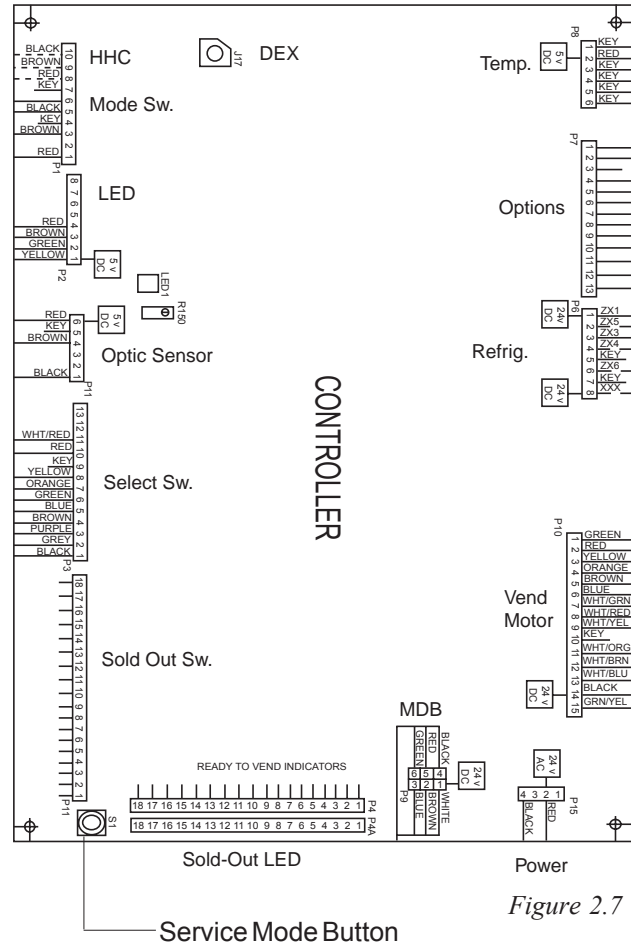 BLACK
BROWN
RED
KEY
BLACK
KEY
BROWN
RED
10 9 8 7 6 5 4 3 2 1
P1
HHC
Mode Sw.
J17
DEX
8 7 6 5 4 3 2 1
RED
BROWN
GREEN
YELLOW
P2
LED
5 v
DC
LED1
R150
RED
KEY
BROWN
BLACK
6 5 4 3 2 1
P11
5 v
DC
Optic Sensor
13 12 11 10 9 8 7 6 5 4 3 2 1
WHT/RED
RED
KEY
YELLOW
ORANGE
GREEN
BLUE
BROWN
PURPLE
GREY
BLACK
P3
Select Sw.
18 17 16 15 14 13 12 11 10 9 8 7 6 5 4 3 2 1
P11
Sold Out Sw.
S1
CONTROLLER
Temp.
5 v
DC
P8
1 2 3 4 5 6
KEY
RED
KEY
KEY
KEY
KEY
P7
Options
1 2 3 4 5 6 7 8 9 10 11 12 13
P6
24v
DC
Refrig.
24 v
DC
1 2 3 4 5 6 7 8
ZX1
ZX5
ZX3
ZX4
KEY
ZX6
KEY
XXX
P10
Vend
Motor
24 v
DC
1 2 3 4 5 6 7 8 9 10 11 12 13 14 15
GREEN
RED
YELLOW
ORANGE
BROWN
BLUE
WHT/GRN
WHT/RED
WHT/YEL
KEY
WHT/ORG
WHT/BRN
WHT/BLU
BLACK
GRN/YEL
MDB
GREEN
RED
BLACK
6 5 4
3 2 1
BLUE
BROWN
WHITE
P9
24 v
DC
24 v
AC
4 3 2 1
P15
BLACK
RED
Power
READY TO VEND INDICATORS
18 17 16 15 14 13 12 11 10 9 8 7 6 5 4 3 2 1
P4
18 17 16 15 14 13 12 11 10 9 8 7 6 5 4 3 2 1
P4A
Sold-Out LED
Service Mode Button
Figure 2.7